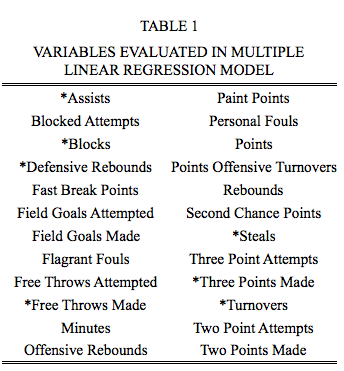 TABLE 1
VARIABLES EVALUATED IN MULTIPLE
LINEAR REGRESSION MODEL
*Assists Paint Points
Blocked Attempts Personal Fouls
*Blocks Points
*Defensive Rebounds Points Offensive Turnovers
Fast Break Points Rebounds
Field Goals Attempted Second Chance Points
Field Goals Made *Steals
Flagrant Fouls Three Point Attempts
Free Throws Attempted *Three Points Made
*Free Throws Made *Turnovers
Minutes Two Point Attempts
Offensive Rebounds Two Points Made